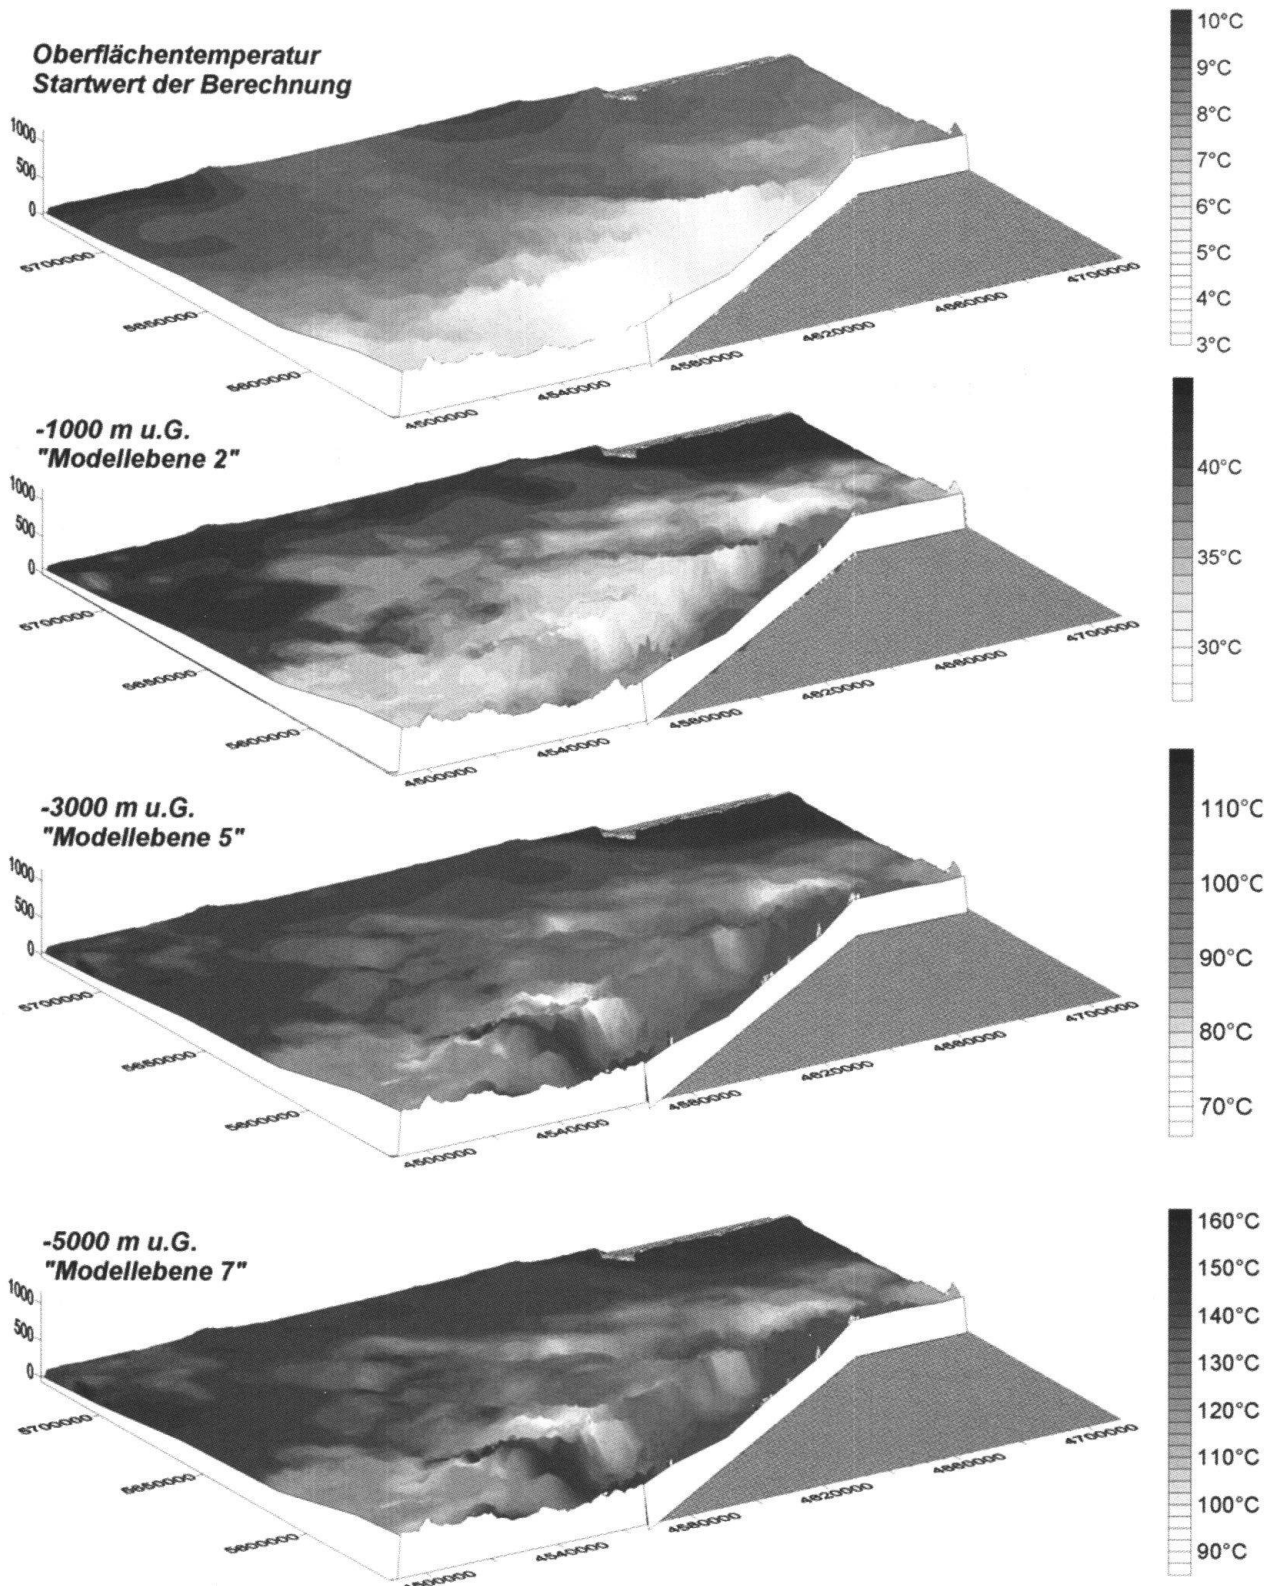 Oberflächentemperatur
Startwert der Berechnung
1000
500
0
5700000
5650000
5600000
4500000
4540000
4580000
4620000
4660000
4700000
10°C
9°C
8°C
7°C
6°C
5°C
4°C
3°C
-1000 m u.G.
"Modellebene 2"
1000
500
0
5700000
5650000
5600000
4500000
4540000
4580000
4620000
4660000
4700000
40°C
35°C
30°C
-3000 m u.G.
"Modellebene 5"
1000
500
0
5700000
5650000
5600000
4500000
4540000
4580000
4620000
4660000
4700000
110°C
100°C
90°C
80°C
70°C
-5000 m u.G.
"Modellebene 7"
1000
500
0
5700000
5650000
5600000
4500000
4540000
4580000
4620000
4660000
4700000
160°C
150°C
140°C
130°C
120°C
110°C
100°C
90°C